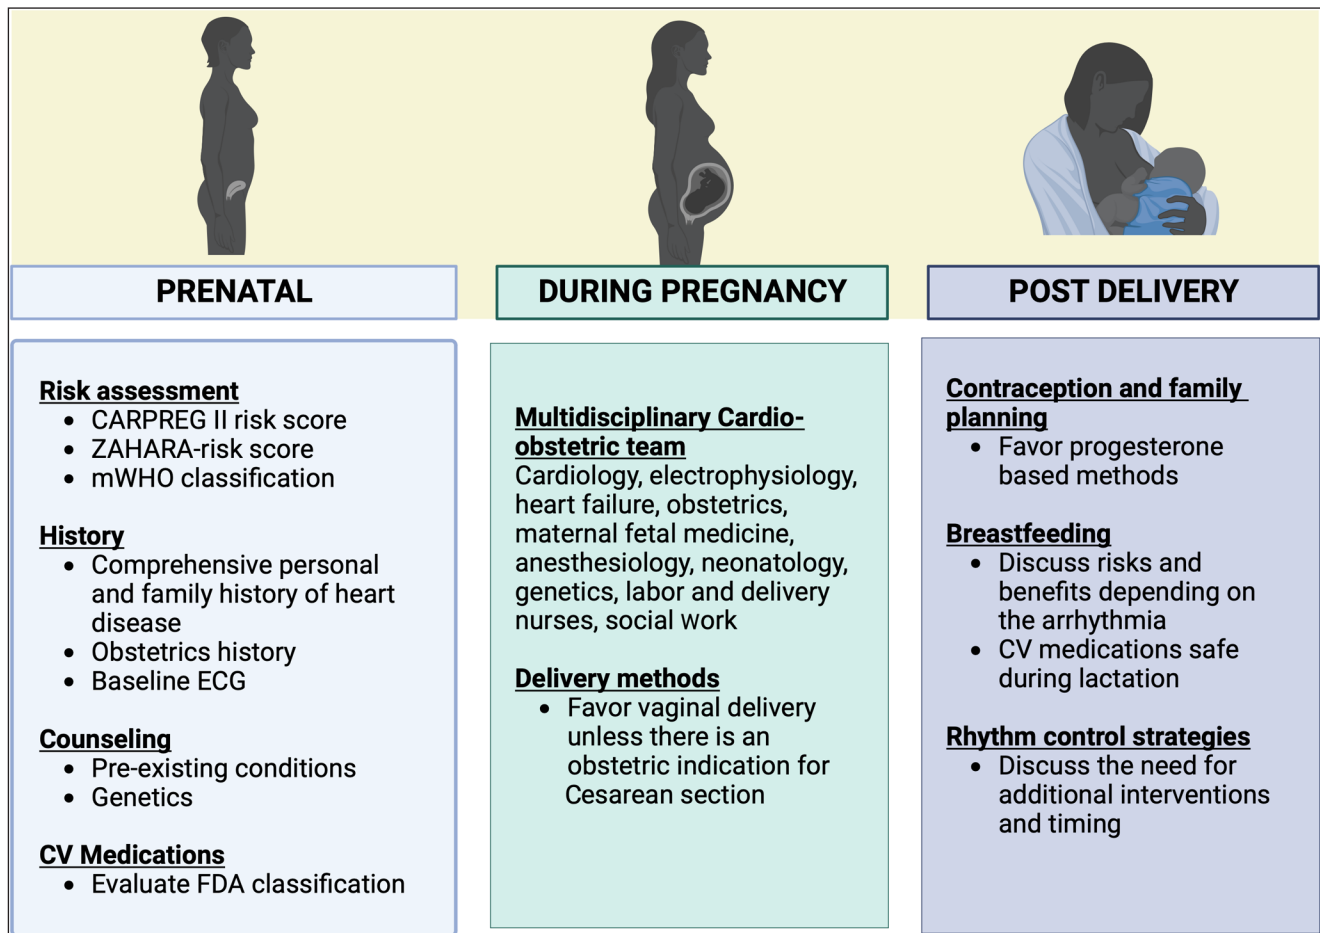 PRENATAL
Risk assessment
• CARPREG II risk score
• ZAHARA-risk score
• mWHO classification
History
• Comprehensive personal
and family history of heart
disease
• Obstetrics history
• Baseline ECG
Counseling
• Pre-existing conditions
• Genetics
CV Medications
• Evaluate FDA classification
DURING PREGNANCY
Multidisciplinary Cardio-
obstetric team
Cardiology, electrophysiology,
heart failure, obstetrics,
maternal fetal medicine,
anesthesiology, neonatology,
genetics, labor and delivery
nurses, social work
Delivery methods
• Favor vaginal delivery
unless there is an
obstetric indication for
Cesarean section
POST DELIVERY
Contraception and family
planning
• Favor progesterone
based methods
Breastfeeding
• Discuss risks and
benefits depending on
the arrhythmia
• CV medications safe
during lactation
Rhythm control strategies
• Discuss the need for
additional interventions
and timing